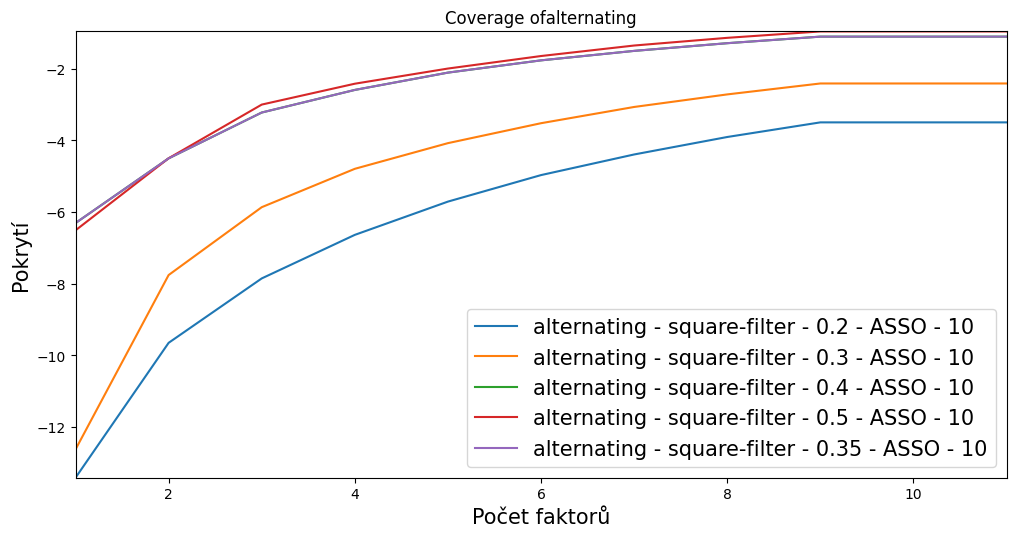 Coverage ofalternating
Pokrytí
−2
−4
−6
−8
−10
−12
alternating - square-filter - 0.2 - ASSO - 10
alternating - square-filter - 0.3 - ASSO - 10
alternating - square-filter - 0.4 - ASSO - 10
alternating - square-filter - 0.5 - ASSO - 10
alternating - square-filter - 0.35 - ASSO - 10
2 4 6 8 10
Počet faktorů